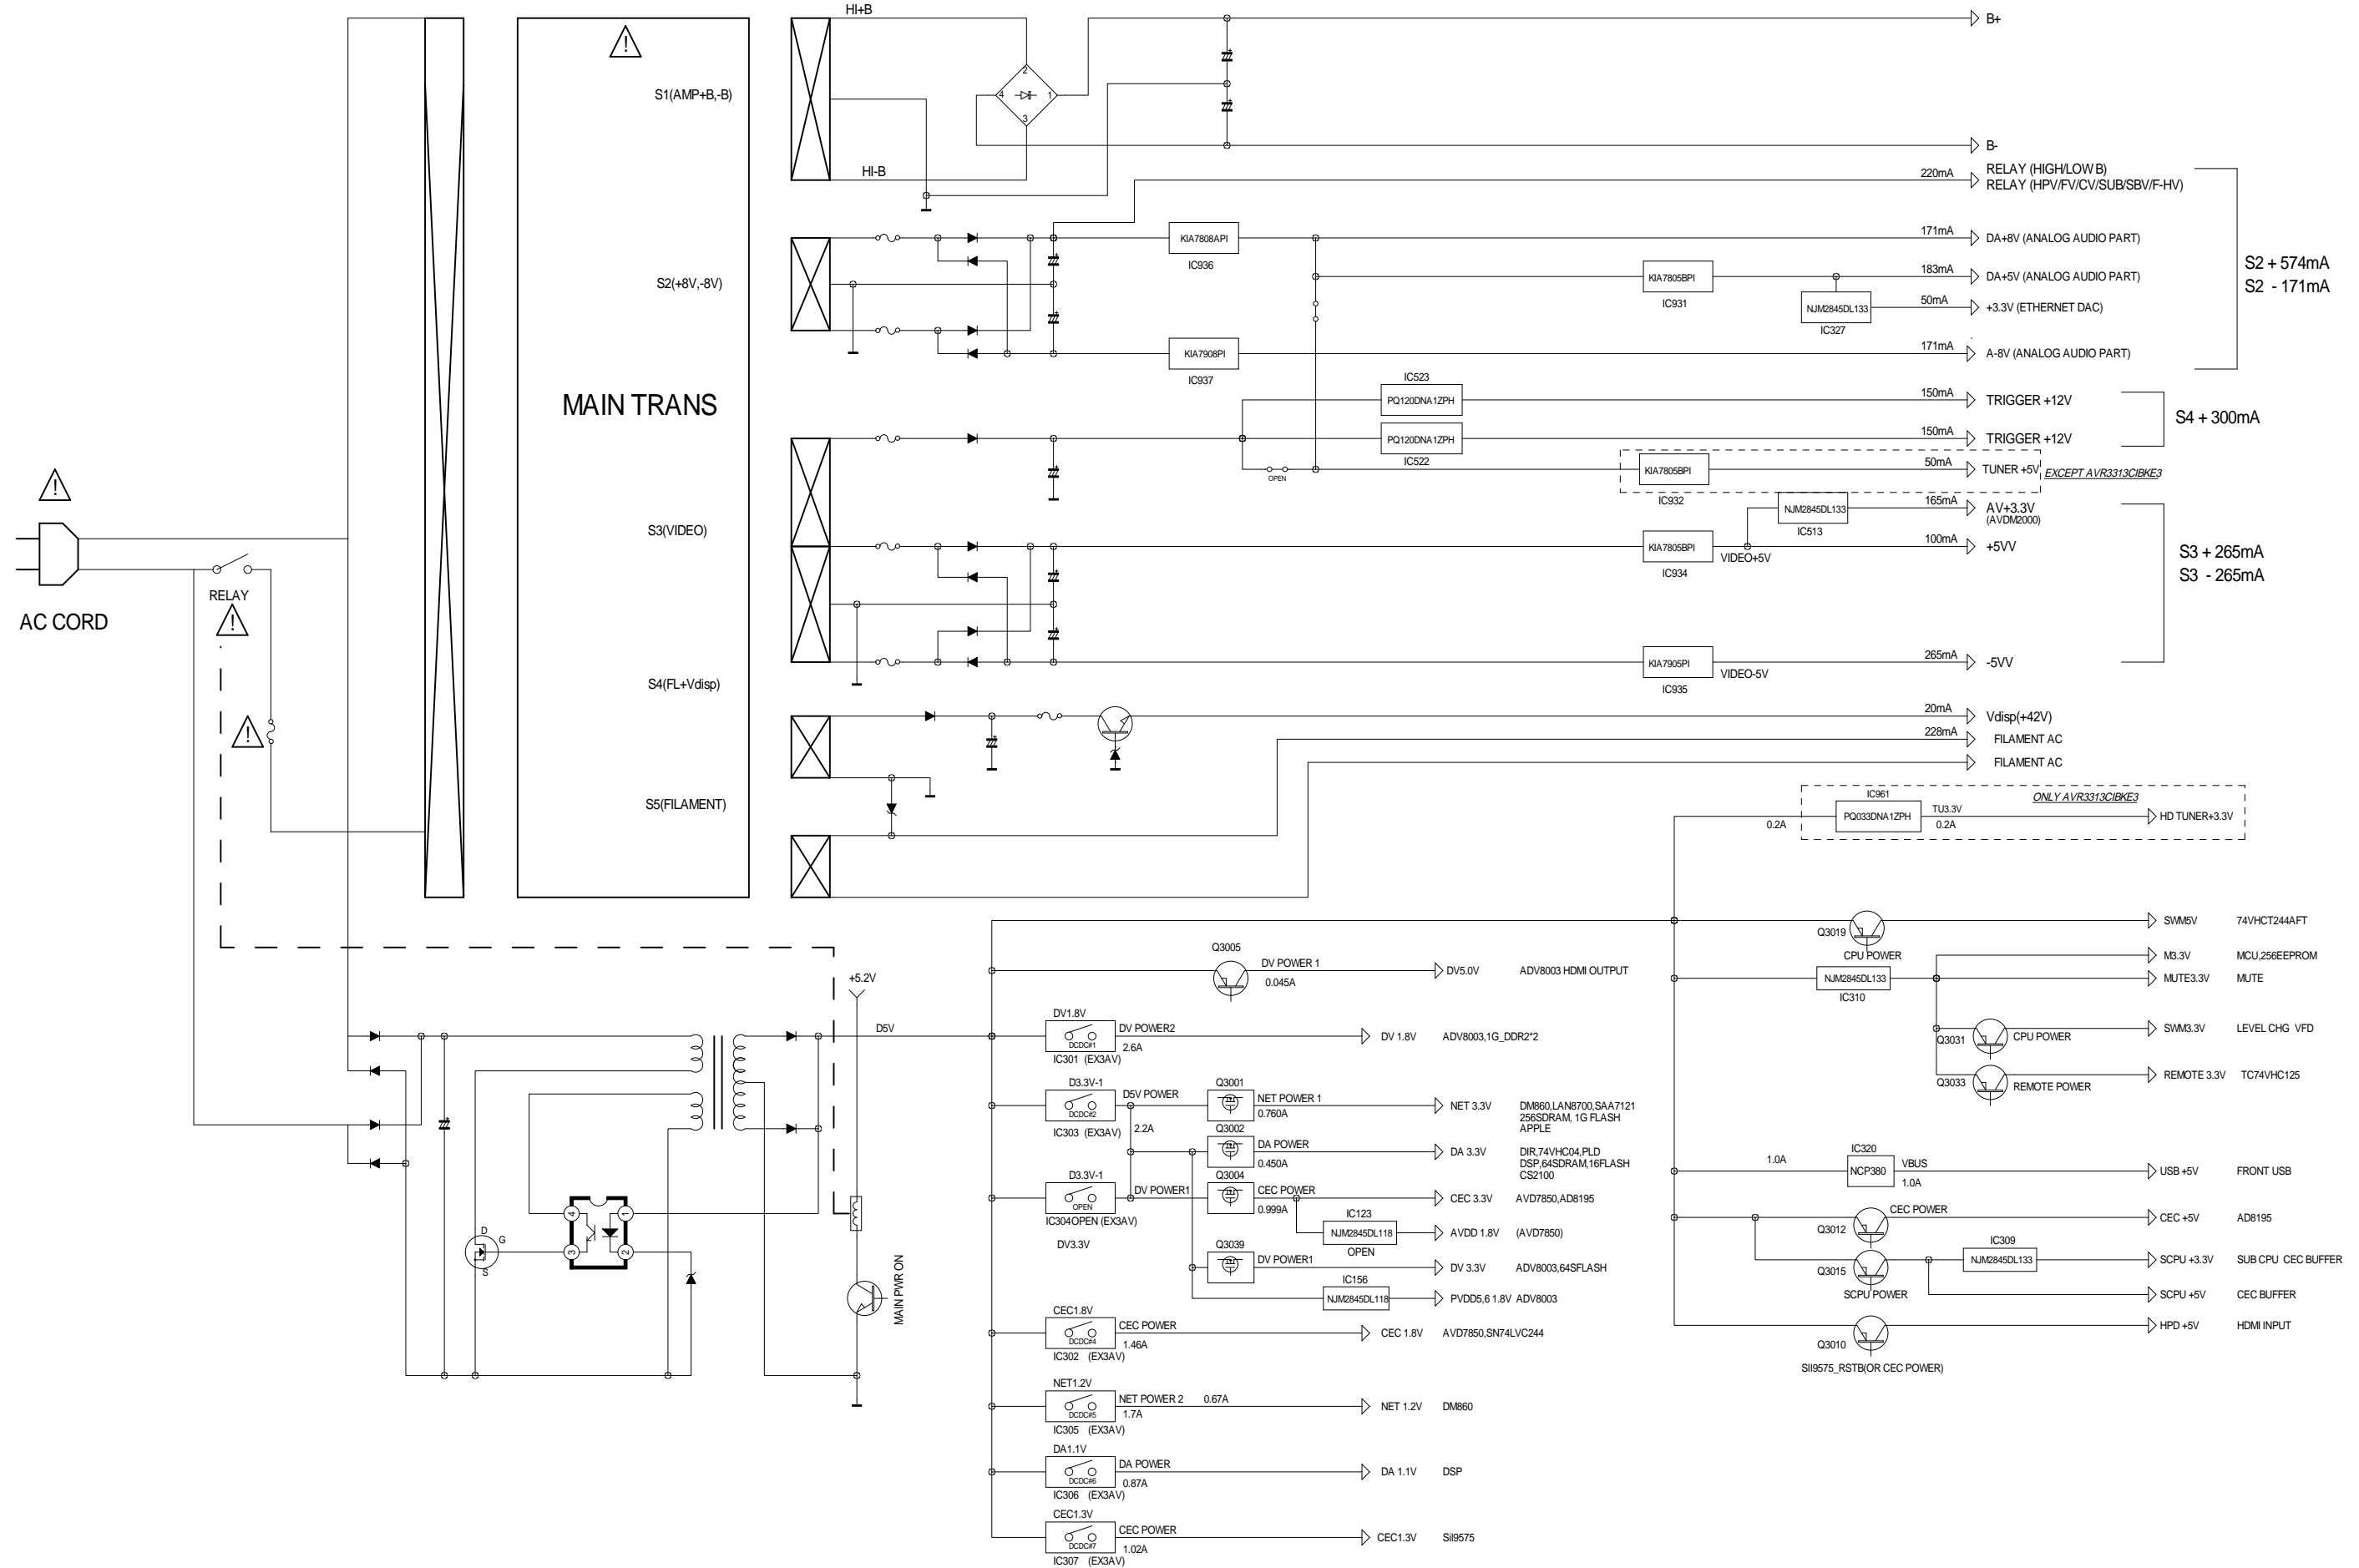 HI+B
B+
S1(AMP+B,-B)
2
4
1
3
B-
HI-B
220mA
RELAY (HIGH/LOW B)
RELAY (HPV/FV/CV/SUB/SBV/F-HV)
KIA7808API
IC936
171mA
DA+8V (ANALOG AUDIO PART)
S2(+8V,-8V)
KIA7805BPI
IC931
183mA
DA+5V (ANALOG AUDIO PART)
S2 + 574mA
S2 - 171mA
NJM2845DL133
IC327
50mA
+3.3V (ETHERNET DAC)
KIA7908PI
IC937
171mA
A-8V (ANALOG AUDIO PART)
MAIN TRANS
IC523
PQ120DNA1ZPH
150mA
TRIGGER +12V
S4 + 300mA
PQ120DNA1ZPH
IC522
150mA
TRIGGER +12V
OPEN
KIA7805BPI
IC932
50mA
TUNER +5V
EXCEPT AVR3313CIBKE3
S3(VIDEO)
NJM2845DL133
IC513
165mA
AV+3.3V
(AVDM2000)
KIA7805BPI
IC934
VIDEO+5V
100mA
+5VV
S3 + 265mA
S3 - 265mA
RELAY
AC CORD
KIA7905PI
IC935
VIDEO-5V
265mA
-5VV
S4(FL+Vdisp)
20mA
Vdisp(+42V)
228mA
FILAMENT AC
FILAMENT AC
S5(FILAMENT)
IC961
ONLY AVR3313CIBKE3
0.2A
PQ033DNA1ZPH
TU3.3V
0.2A
HD TUNER+3.3V
Q3019
CPU POWER
SWM5V
74VHCT244AFT
M3.3V
MCU,256EEPROM
NJM2845DL133
IC310
MUTE3.3V
MUTE
Q3031
CPU POWER
SWM3.3V
LEVEL CHG VFD
Q3033
REMOTE POWER
REMOTE 3.3V
TC74VHC125
1.0A
IC320
NCP380
VBUS
1.0A
USB +5V
FRONT USB
Q3012
CEC POWER
CEC +5V
AD8195
Q3015
SCPU POWER
IC309
NJM2845DL133
SCPU +3.3V
SUB CPU CEC BUFFER
SCPU +5V
CEC BUFFER
Q3010
SII9575_RSTB(OR CEC POWER)
HPD +5V
HDMI INPUT
+5.2V
D5V
MAIN PWR ON
D
G
S
4
1
3
2
Q3005
DV POWER 1
0.045A
DV5.0V
ADV8003 HDMI OUTPUT
DV1.8V
DCDC#1
IC301 (EX3AV)
DV POWER2
2.6A
DV 1.8V
ADV8003,1G_DDR2*2
D3.3V-1
DCDC#2
IC303 (EX3AV)
D5V POWER
2.2A
Q3001
NET POWER 1
0.760A
NET 3.3V
DM860,LAN8700,SAA7121
256SDRAM, 1G FLASH
APPLE
Q3002
DA POWER
0.450A
DA 3.3V
DIR,74VHC04,PLD
DSP,64SDRAM,16FLASH
CS2100
D3.3V-1
OPEN
IC304OPEN (EX3AV)
DV3.3V
DV POWER1
Q3004
CEC POWER
0.999A
CEC 3.3V
AVD7850,AD8195
IC123
NJM2845DL118
OPEN
AVDD 1.8V
(AVD7850)
Q3039
DV POWER1
DV 3.3V
ADV8003,64SFLASH
IC156
NJM2845DL118
PVDD5,6 1.8V ADV8003
CEC1.8V
DCDC#4
IC302 (EX3AV)
CEC POWER
1.46A
CEC 1.8V
AVD7850,SN74LVC244
NET1.2V
DCDC#5
IC305 (EX3AV)
NET POWER 2
0.67A
1.7A
NET 1.2V
DM860
DA1.1V
DCDC#6
IC306 (EX3AV)
DA POWER
0.87A
DA 1.1V
DSP
CEC1.3V
DCDC#7
IC307 (EX3AV)
CEC POWER
1.02A
CEC1.3V
SiI9575